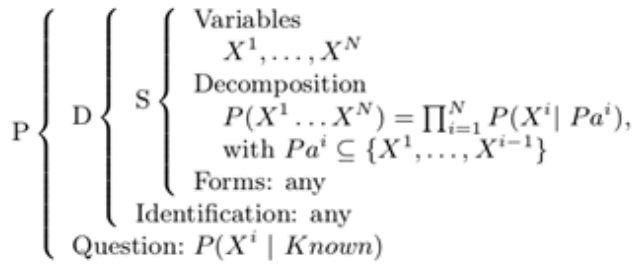 Variables
X^1, ..., X^N
Decomposition
P(X^1 ... X^N) = ∏_{i=1}^N P(X^i | Pa^i),
P { D { S { with Pa^i ⊆ {X^1, ..., X^{i-1}}
Forms: any
Identification: any
Question: P(X^i | Known)